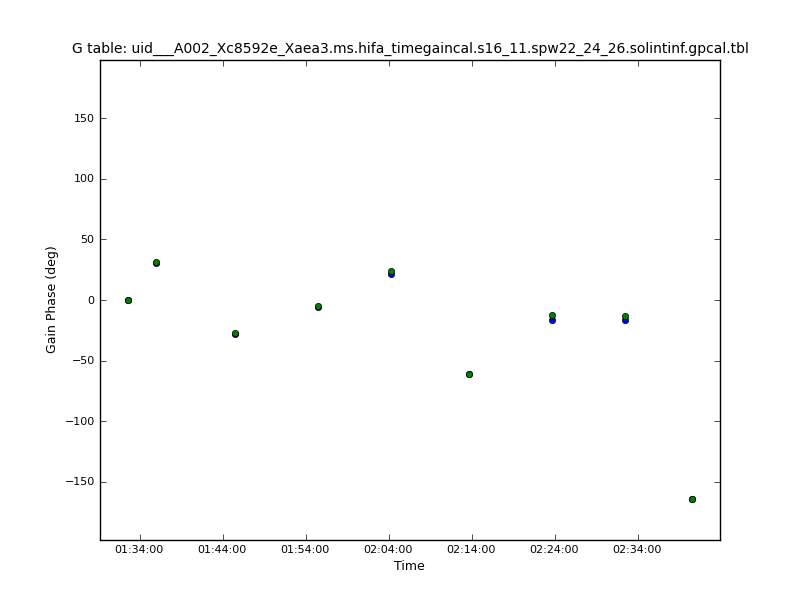 G table: uid___A002_Xc8592e_Xaea3.ms.hifa_timegaincal.s16_11.spw22_24_26.solintinf.gpcal.tbl
150
100
50
0
−50
−100
−150
Gain Phase (deg)
01:34:00 01:44:00 01:54:00 02:04:00 02:14:00 02:24:00 02:34:00
Time